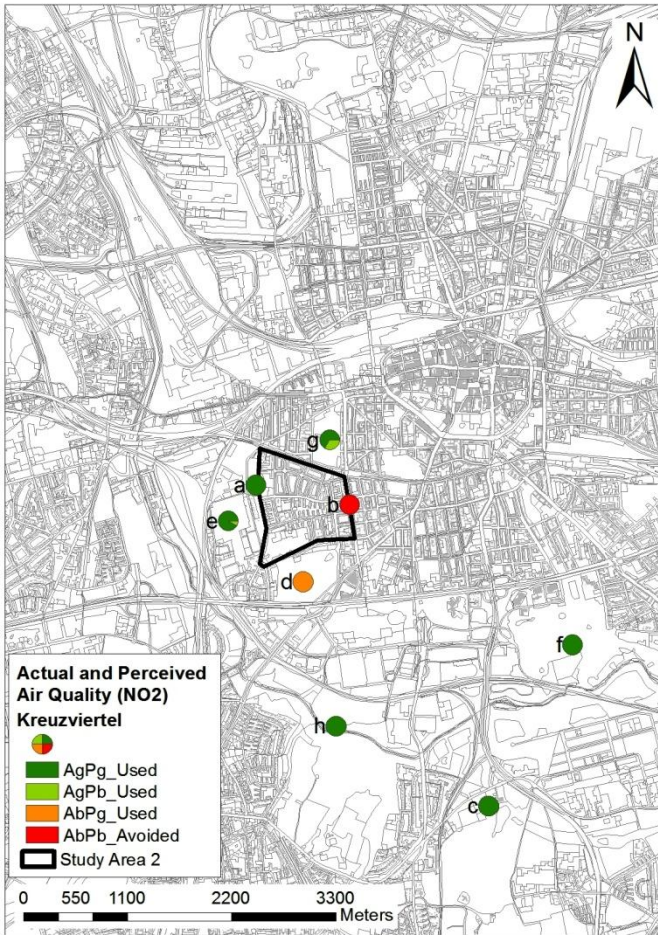 N
g
a
b
e
d
f
h
c
Actual and Perceived
Air Quality (NO2)
Kreuzviertel
AgPg_Used
AgPb_Used
AbPg_Used
AbPb_Avoided
Study Area 2
0 550 1100 2200 3300
Meters